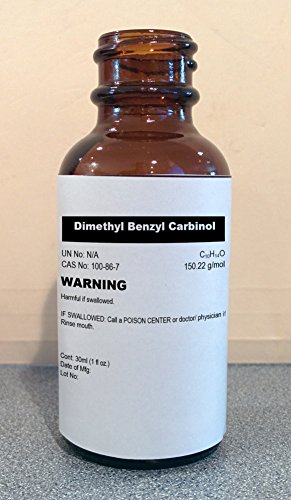 Dimethyl Benzyl Carbinol
UN No: N/A C₁₀H₁₄O
CAS No: 100-86-7 150.22 g/mol
WARNING
Harmful if swallowed.
IF SWALLOWED: Call a POISON CENTER or doctor/ physician if
Rinse mouth.
Cont. 30ml (1 fl oz.)
Date of Mfg:
Lot No: